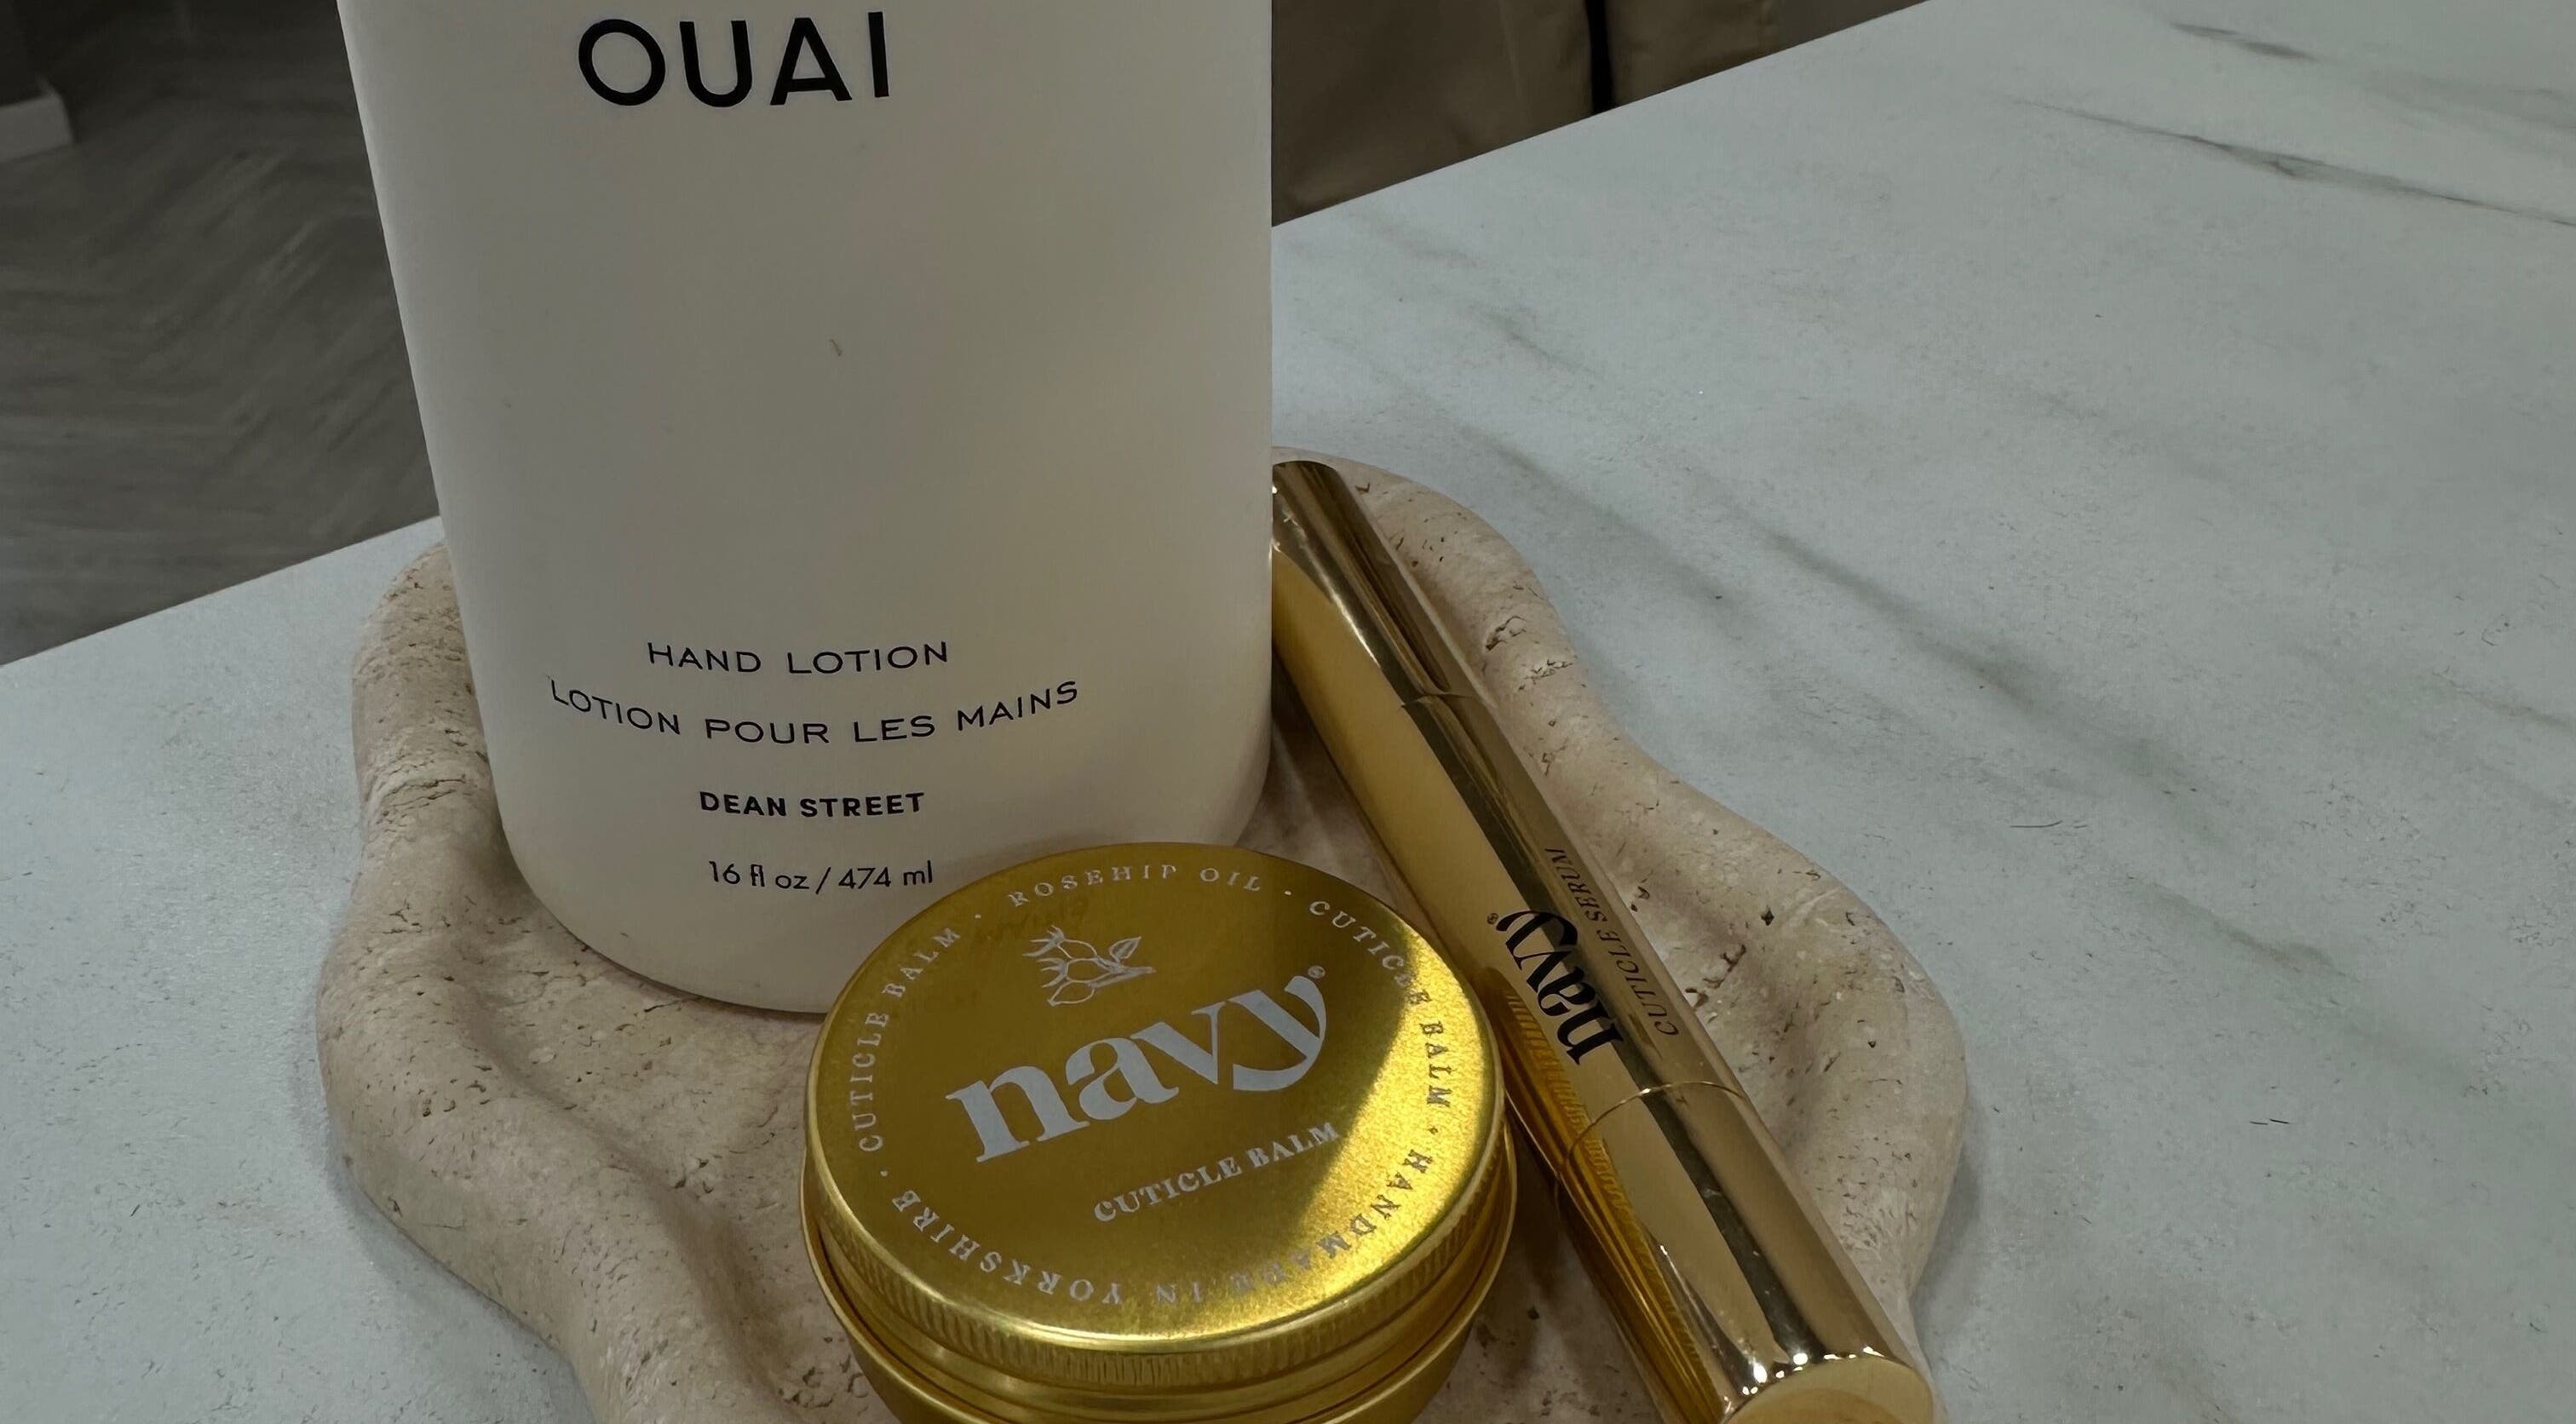 OUAI
HAND LOTION
LOTION POUR LES MAINS
DEAN STREET
16 fl oz / 474 ml
CUTICLE BALM · ROSEHIP OIL · CUTICLE BALM · HANDMADE IN YORKSHIRE ·
navy®
CUTICLE BALM
navy®
CUTICLE SERUM